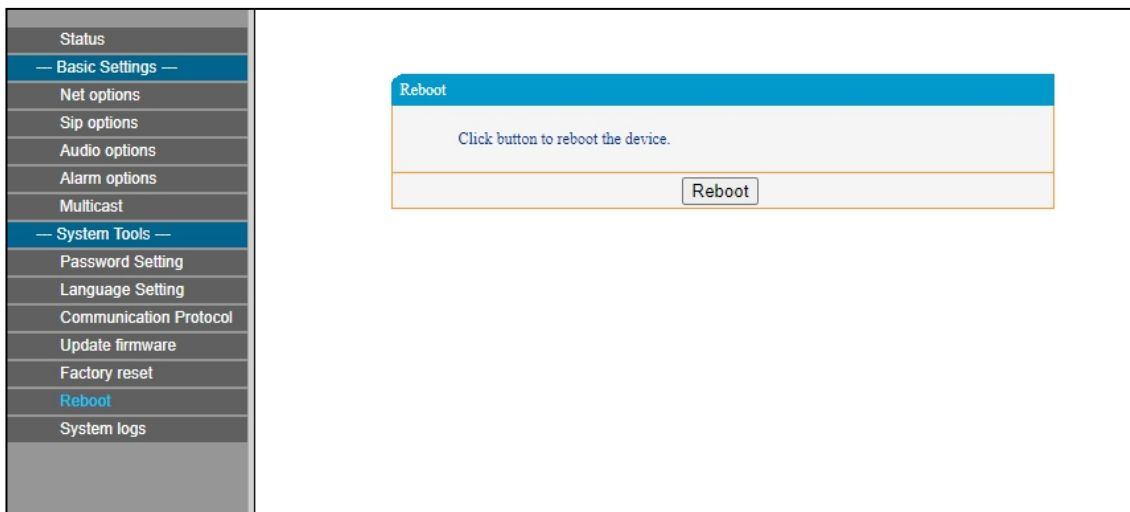 Status
— Basic Settings —
Net options
Sip options
Audio options
Alarm options
Multicast
— System Tools —
Password Setting
Language Setting
Communication Protocol
Update firmware
Factory reset
Reboot
System logs
Reboot
Click button to reboot the device.
Reboot